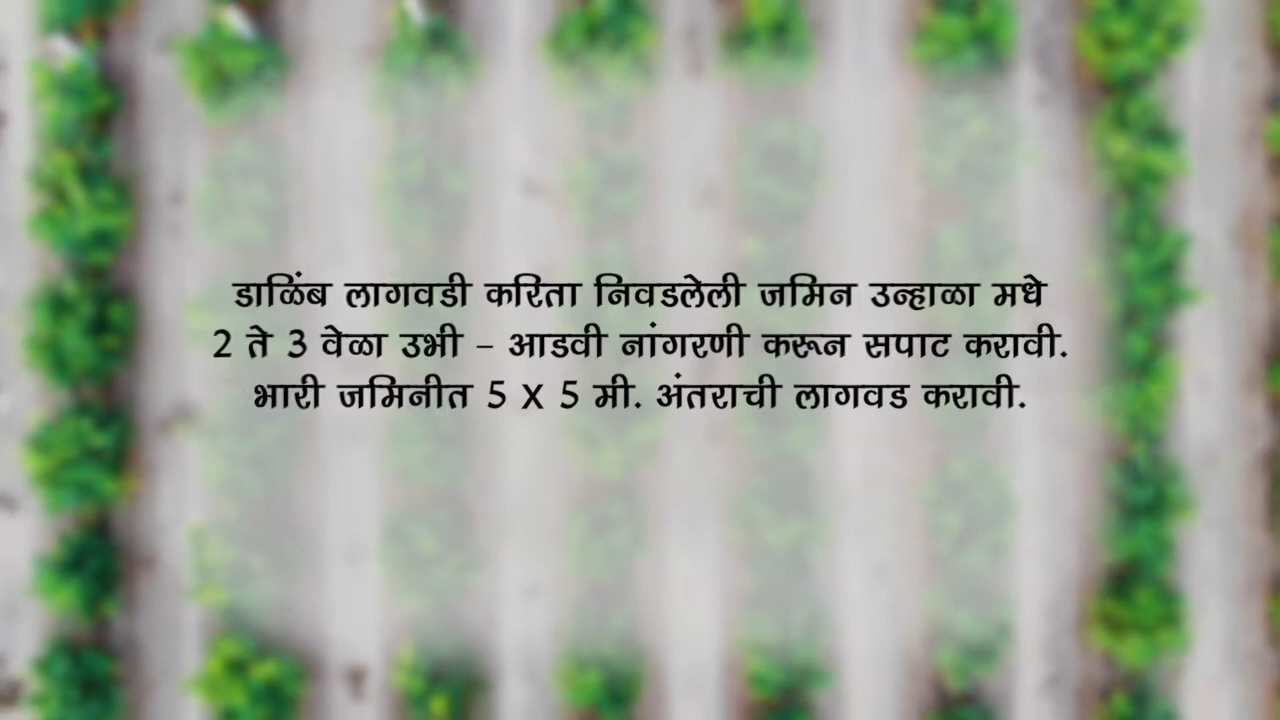 डाळिंब लागवडी करिता निवडलेली जमिन उन्हाळा मधे
2 ते 3 वेळा उभी - आडवी नांगरणी करून सपाट करावी.
भारी जमिनीत 5 X 5 मी. अंतराची लागवड करावी.